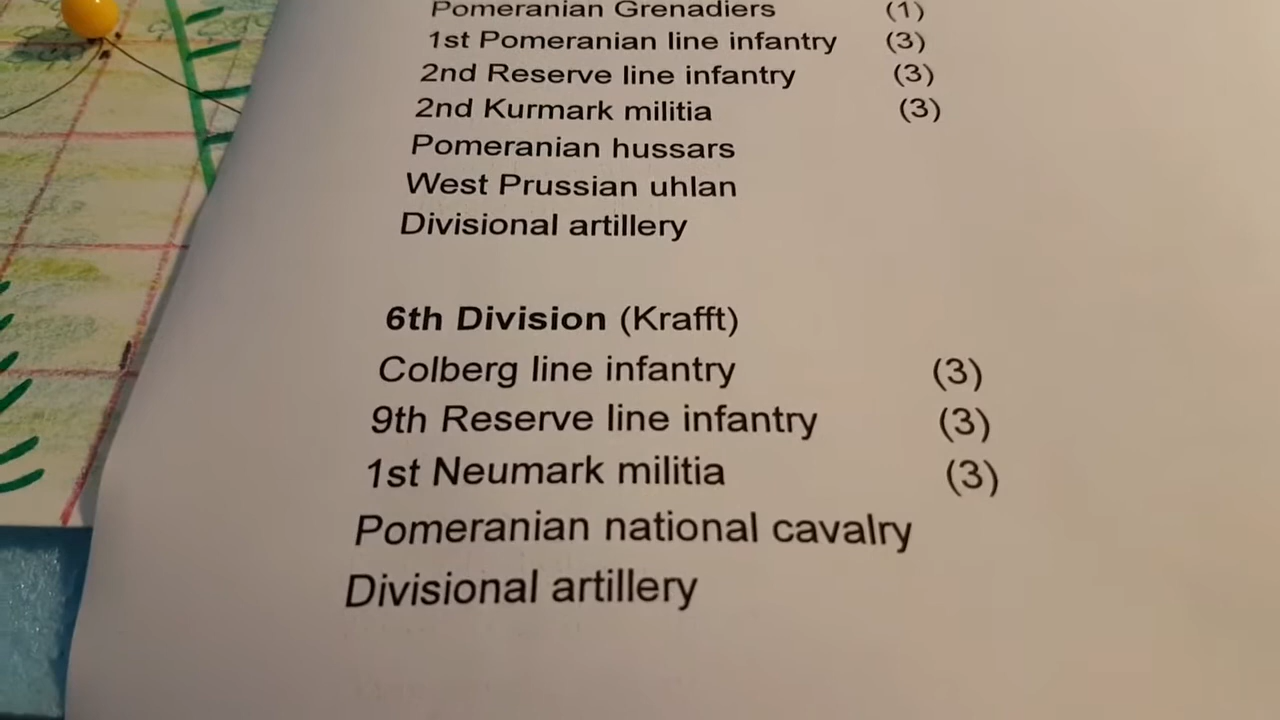 Pomeranian Grenadiers (1)
1st Pomeranian line infantry (3)
2nd Reserve line infantry (3)
2nd Kurmark militia (3)
Pomeranian hussars
West Prussian uhlan
Divisional artillery
6th Division (Krafft)
Colberg line infantry (3)
9th Reserve line infantry (3)
1st Neumark militia (3)
Pomeranian national cavalry
Divisional artillery